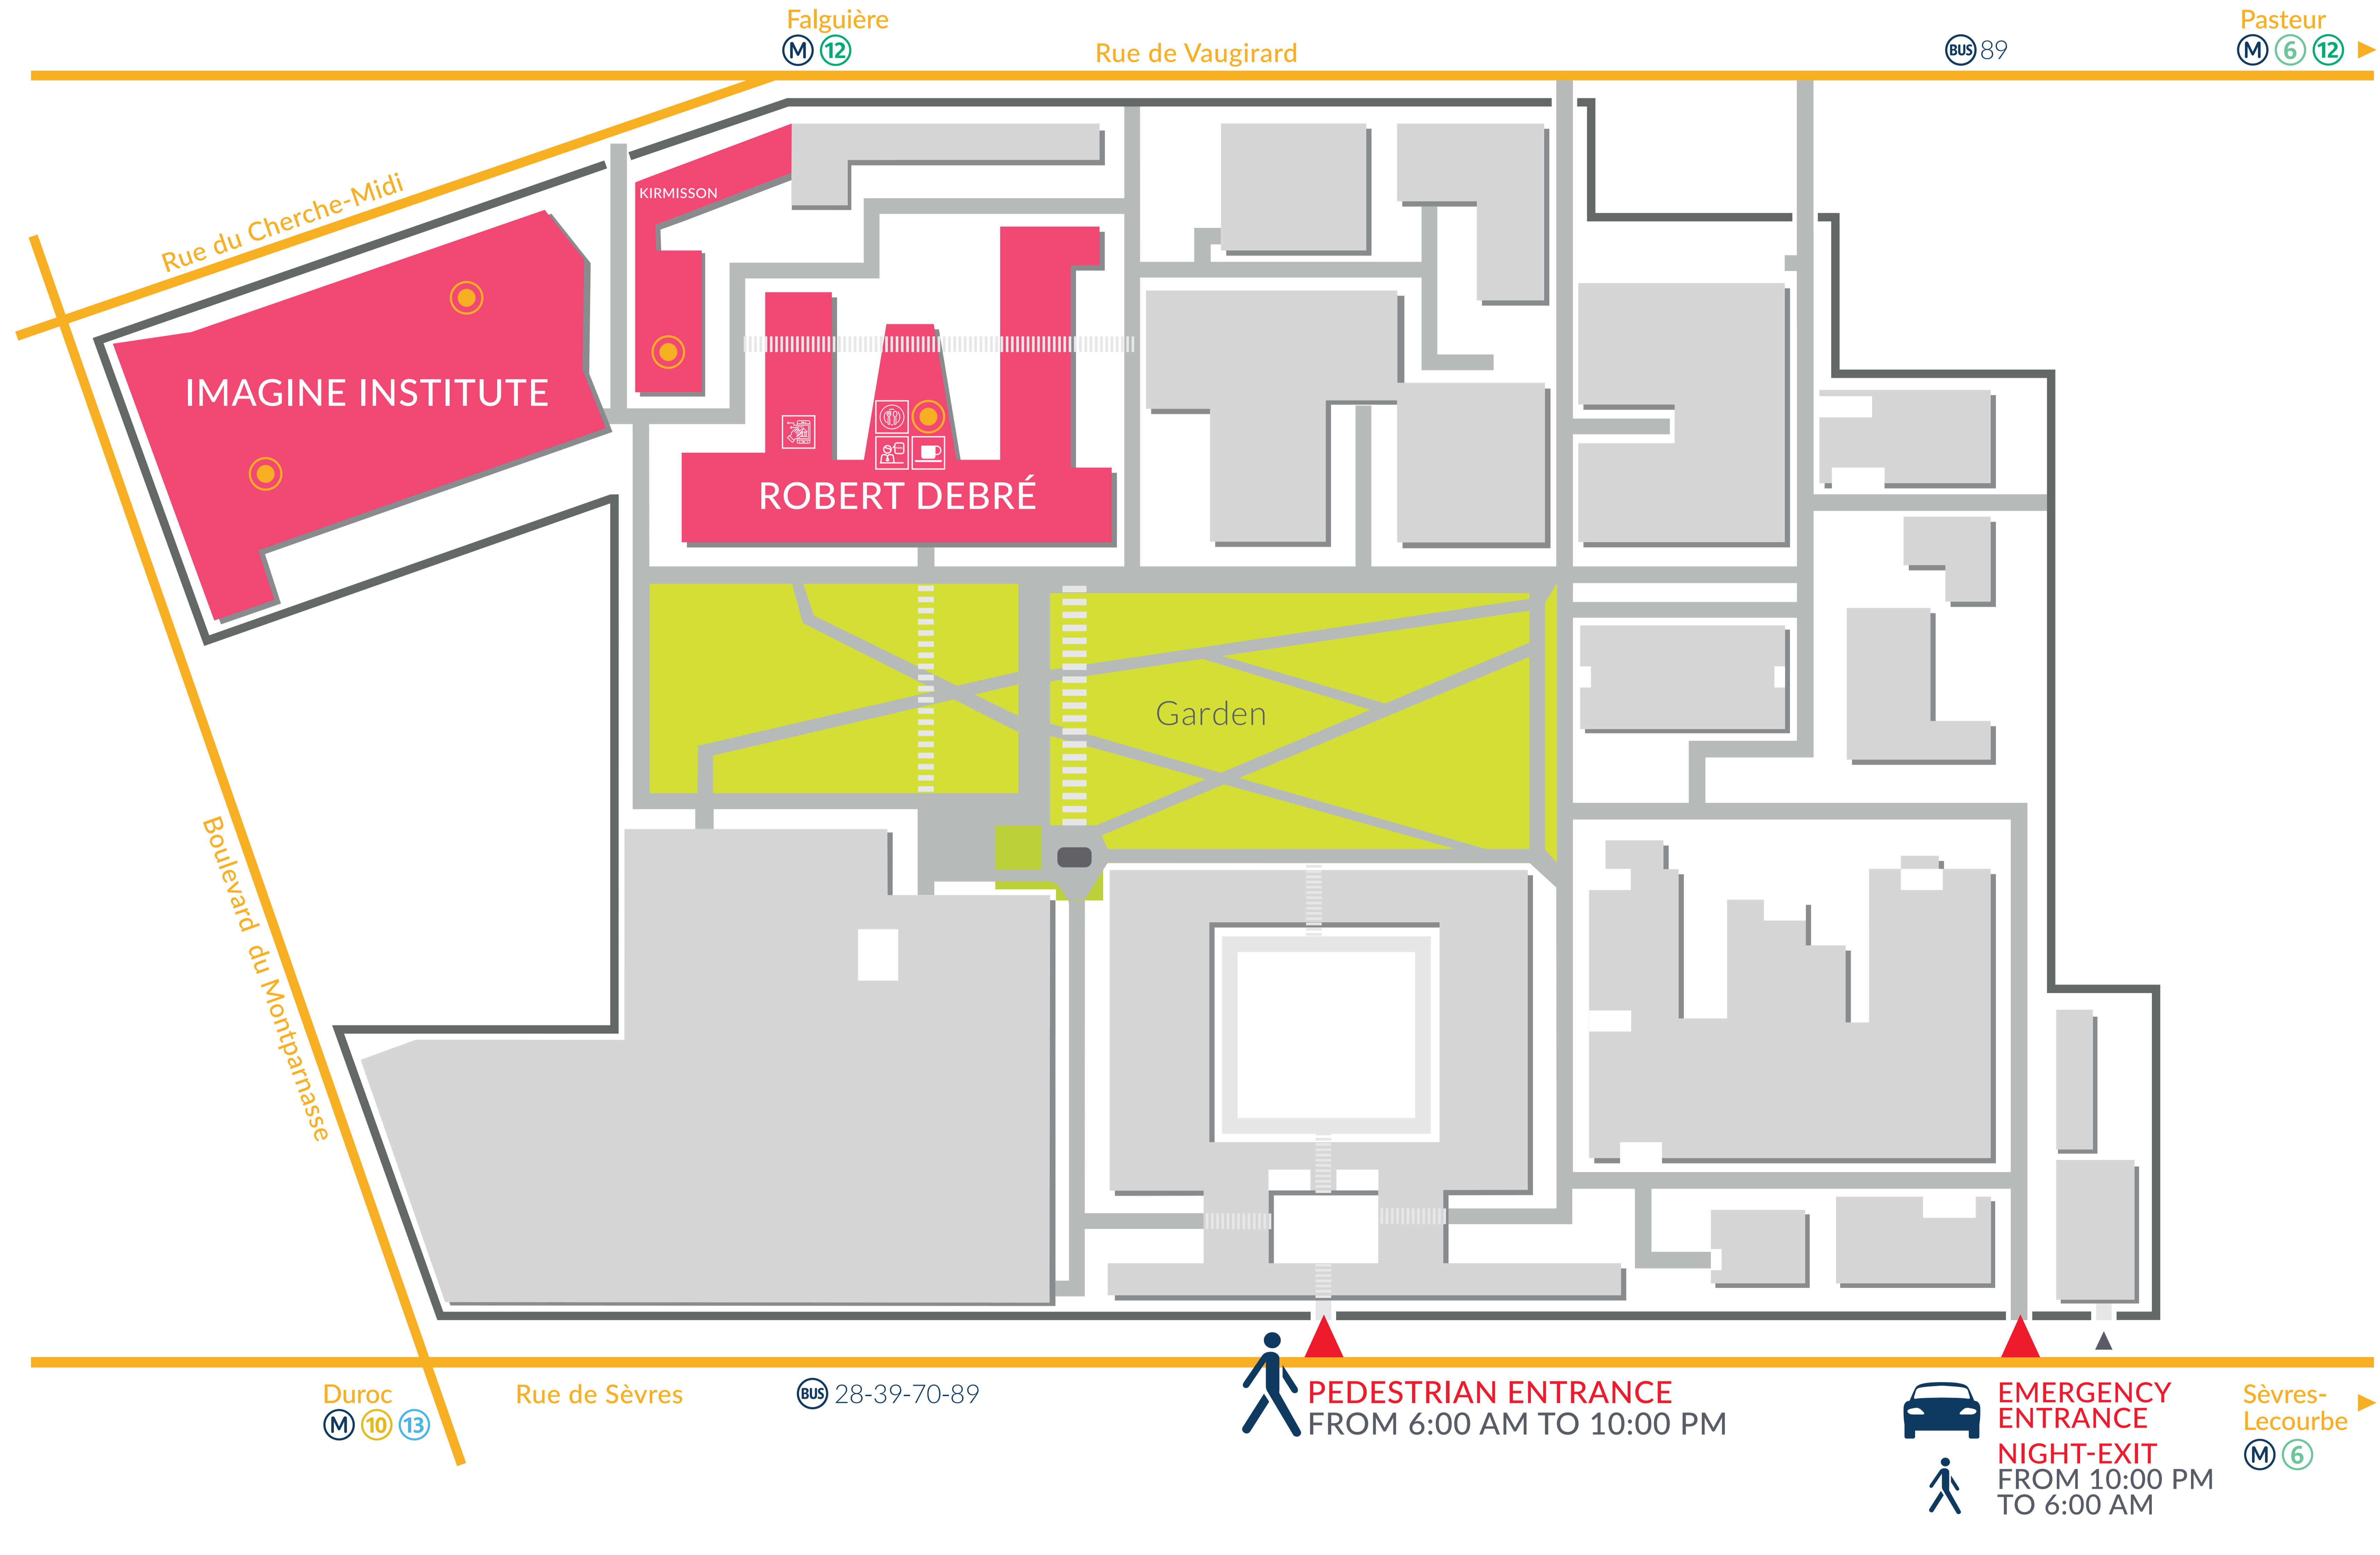 Falguière
M 12
Rue de Vaugirard
BUS 89
Pasteur
M 6 12
Rue du Cherche-Midi
KIRMISSON
IMAGINE INSTITUTE
ROBERT DEBRÉ
Garden
Boulevard du Montparnasse
Duroc
M 10 13
Rue de Sèvres
BUS 28-39-70-89
PEDESTRIAN ENTRANCE
FROM 6:00 AM TO 10:00 PM
EMERGENCY
ENTRANCE
NIGHT-EXIT
FROM 10:00 PM
TO 6:00 AM
Sèvres-
Lecourbe
M 6